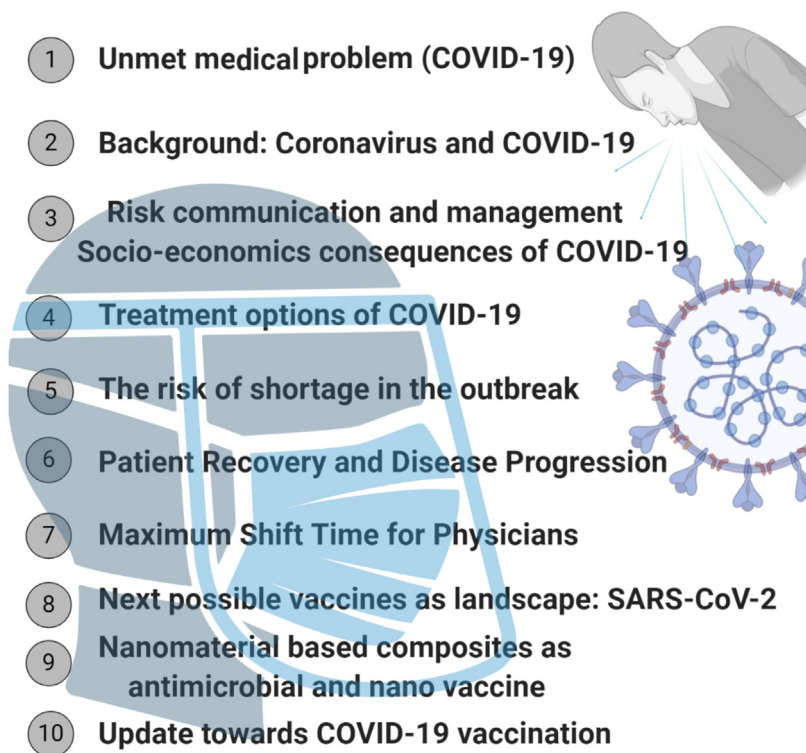 1 Unmet medical problem (COVID-19)
2 Background: Coronavirus and COVID-19
3 Risk communication and management
Socio-economics consequences of COVID-19
4 Treatment options of COVID-19
5 The risk of shortage in the outbreak
6 Patient Recovery and Disease Progression
7 Maximum Shift Time for Physicians
8 Next possible vaccines as landscape: SARS-CoV-2
9 Nanomaterial based composites as
antimicrobial and nano vaccine
10 Update towards COVID-19 vaccination